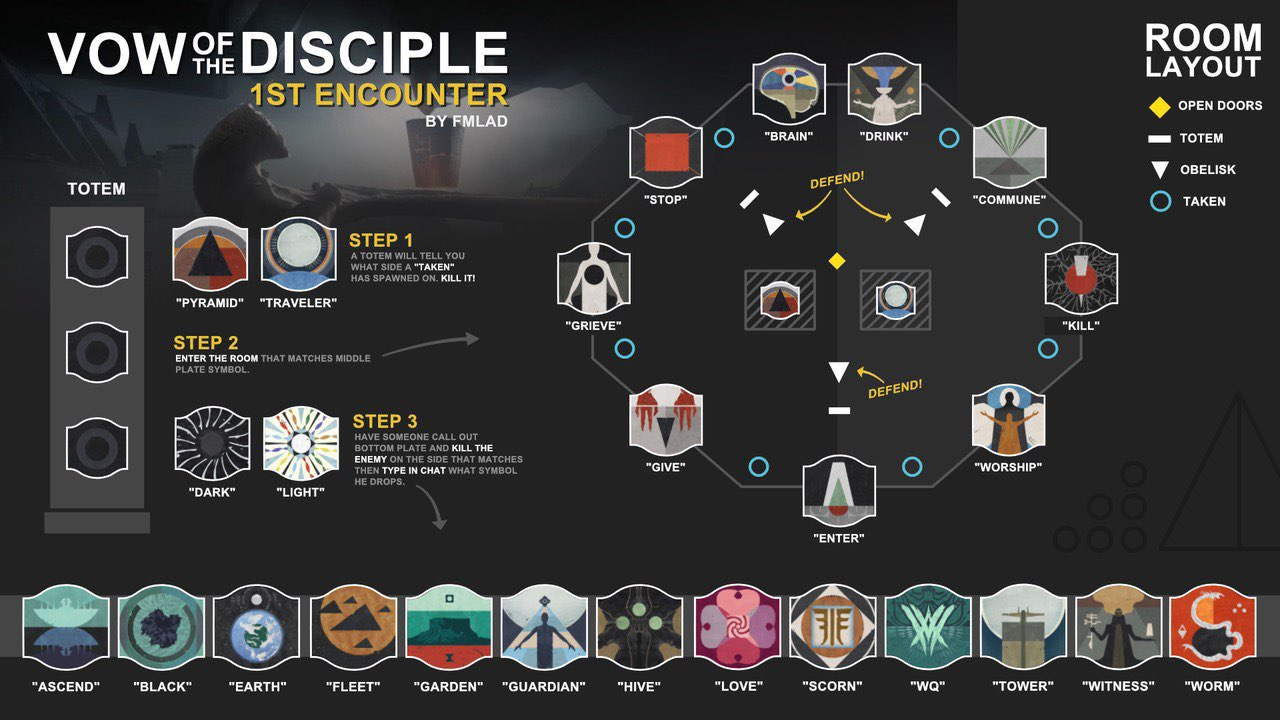 VOW OF THE DISCIPLE
1ST ENCOUNTER
BY FMLAD
TOTEM
"PYRAMID"
"TRAVELER"
STEP 1
A TOTEM WILL TELL YOU
WHAT SIDE A "TAKEN"
HAS SPAWNED ON. KILL IT!
STEP 2
ENTER THE ROOM THAT MATCHES MIDDLE
PLATE SYMBOL.
"DARK"
"LIGHT"
STEP 3
HAVE SOMEONE CALL OUT
BOTTOM PLATE AND KILL THE
ENEMY ON THE SIDE THAT MATCHES
THEN TYPE IN CHAT WHAT SYMBOL
HE DROPS.
"BRAIN"
"DRINK"
"STOP"
"COMMUNE"
DEFEND!
"GRIEVE"
"KILL"
DEFEND!
"GIVE"
"WORSHIP"
"ENTER"
ROOM
LAYOUT
OPEN DOORS
TOTEM
OBELISK
TAKEN
"ASCEND"
"BLACK"
"EARTH"
"FLEET"
"GARDEN"
"GUARDIAN"
"HIVE"
"LOVE"
"SCORN"
"WQ"
"TOWER"
"WITNESS"
"WORM"